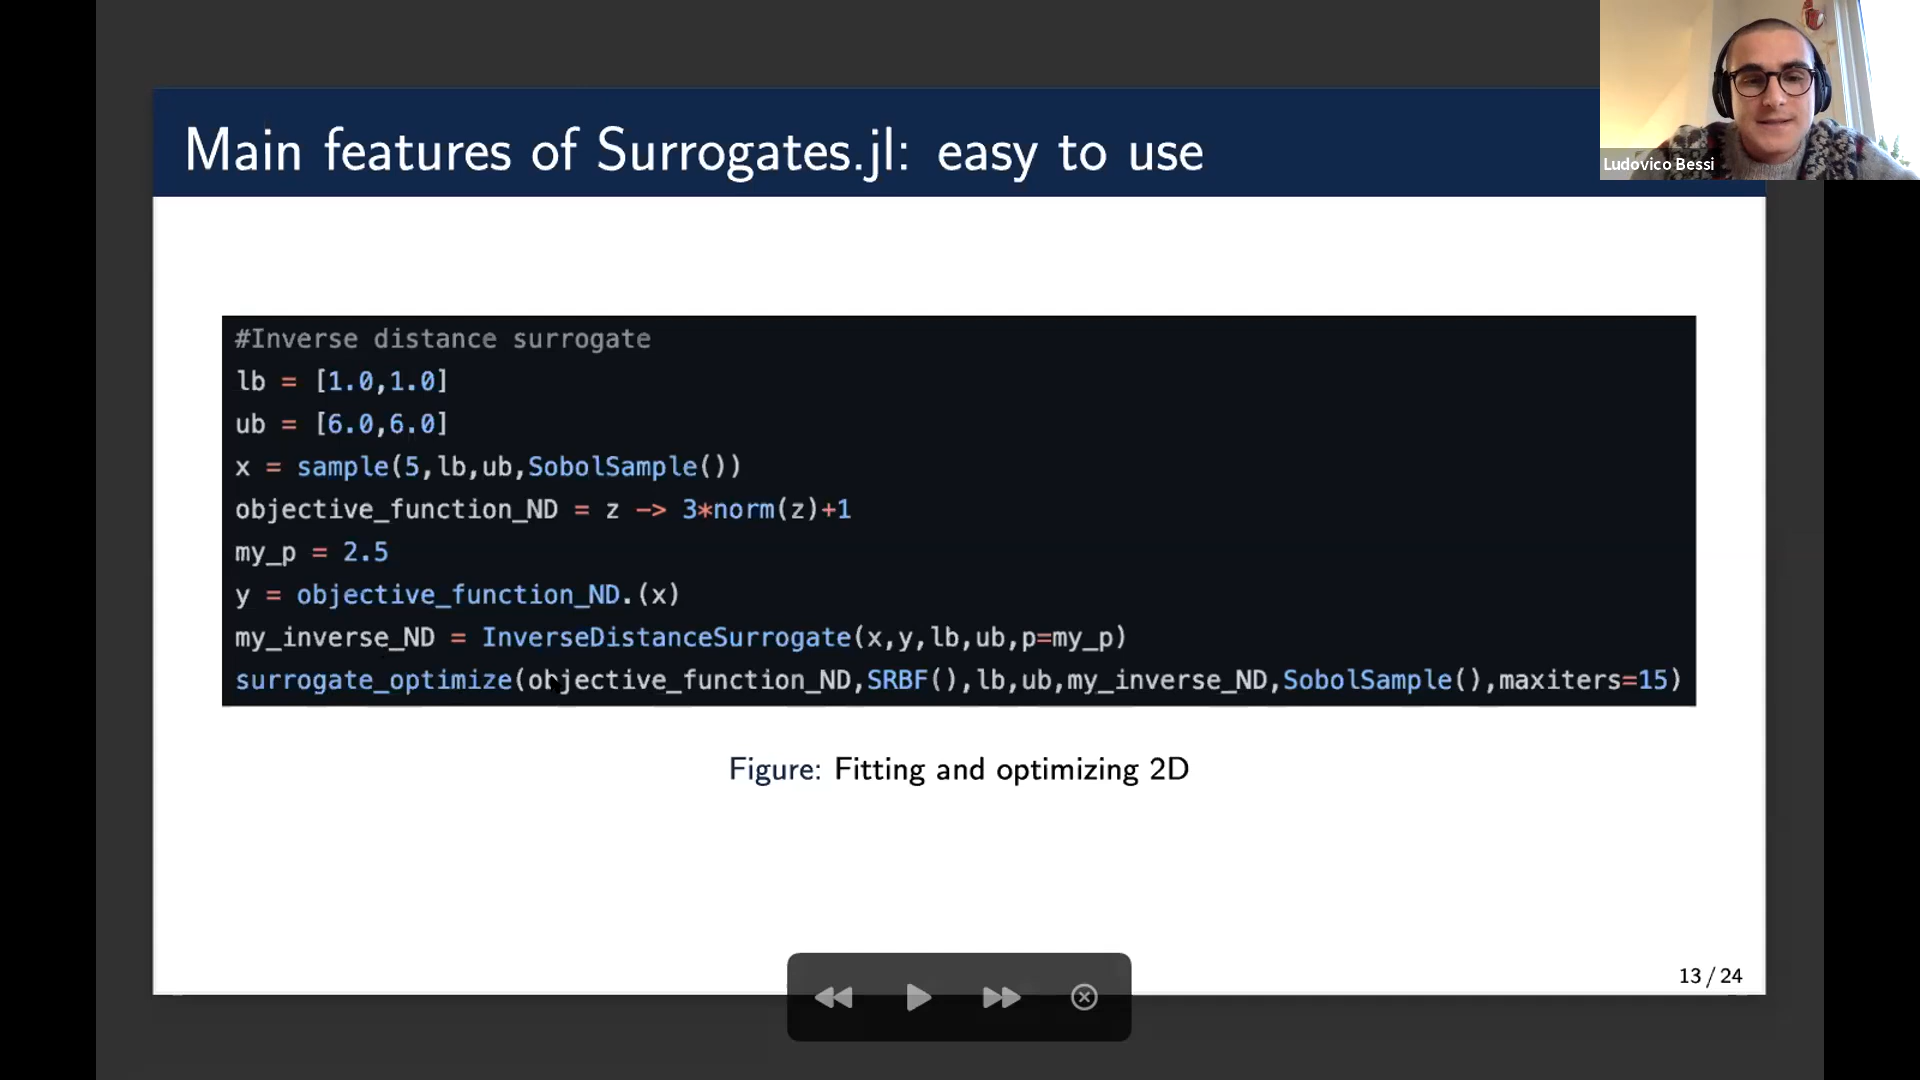 Main features of Surrogates.jl: easy to use
Ludovico Bessi
#Inverse distance surrogate
lb = [1.0,1.0]
ub = [6.0,6.0]
x = sample(5,lb,ub,SobolSample())
objective_function_ND = z -> 3*norm(z)+1
my_p = 2.5
y = objective_function_ND.(x)
my_inverse_ND = InverseDistanceSurrogate(x,y,lb,ub,p=my_p)
surrogate_optimize(objective_function_ND,SRBF(),lb,ub,my_inverse_ND,SobolSample(),maxiters=15)
Figure: Fitting and optimizing 2D
13 / 24